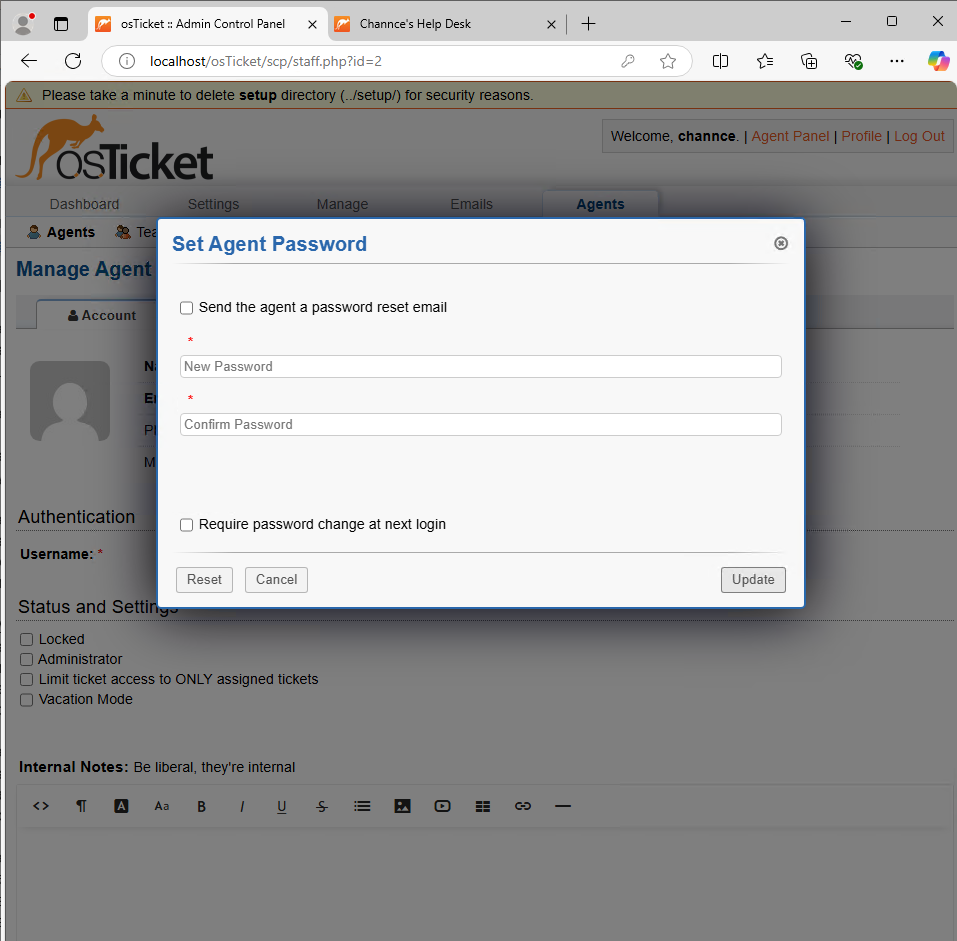 osTicket :: Admin Control Panel
Channce's Help Desk
localhost/osTicket/scp/staff.php?id=2
Please take a minute to delete setup directory (../setup/) for security reasons.
osTicket
Welcome, channce. | Agent Panel | Profile | Log Out
Dashboard Settings Manage Emails Agents
Agents
Manage Agent
Account
Set Agent Password
Send the agent a password reset email
*
New Password
*
Confirm Password
Require password change at next login
Reset Cancel Update
Authentication
Username: *
Status and Settings
Locked
Administrator
Limit ticket access to ONLY assigned tickets
Vacation Mode
Internal Notes: Be liberal, they're internal
<> ¶ A Aa B I U S